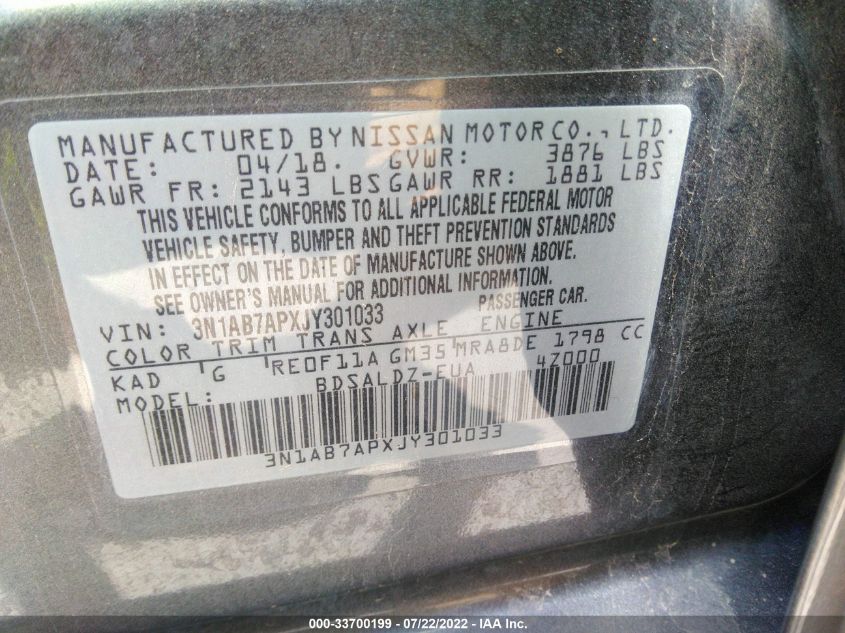 MANUFACTURED BY NISSAN MOTOR CO., LTD.
DATE: 04/18. GVWR: 3876 LBS
GAWR FR: 2143 LBS GAWR RR: 1881 LBS
THIS VEHICLE CONFORMS TO ALL APPLICABLE FEDERAL MOTOR
VEHICLE SAFETY, BUMPER AND THEFT PREVENTION STANDARDS
IN EFFECT ON THE DATE OF MANUFACTURE SHOWN ABOVE.
SEE OWNER'S MANUAL FOR ADDITIONAL INFORMATION.
VIN: 3N1AB7APXJY301033 PASSENGER CAR.
COLOR TRIM TRANS AXLE ENGINE
KAD G RE0F11A GM35 MRA8DE 1798 CC
MODEL: BDSALDZ-EUA 4Z000
3N1AB7APXJY301033
000-33700199 / 07/22/2022 - IAA Inc.